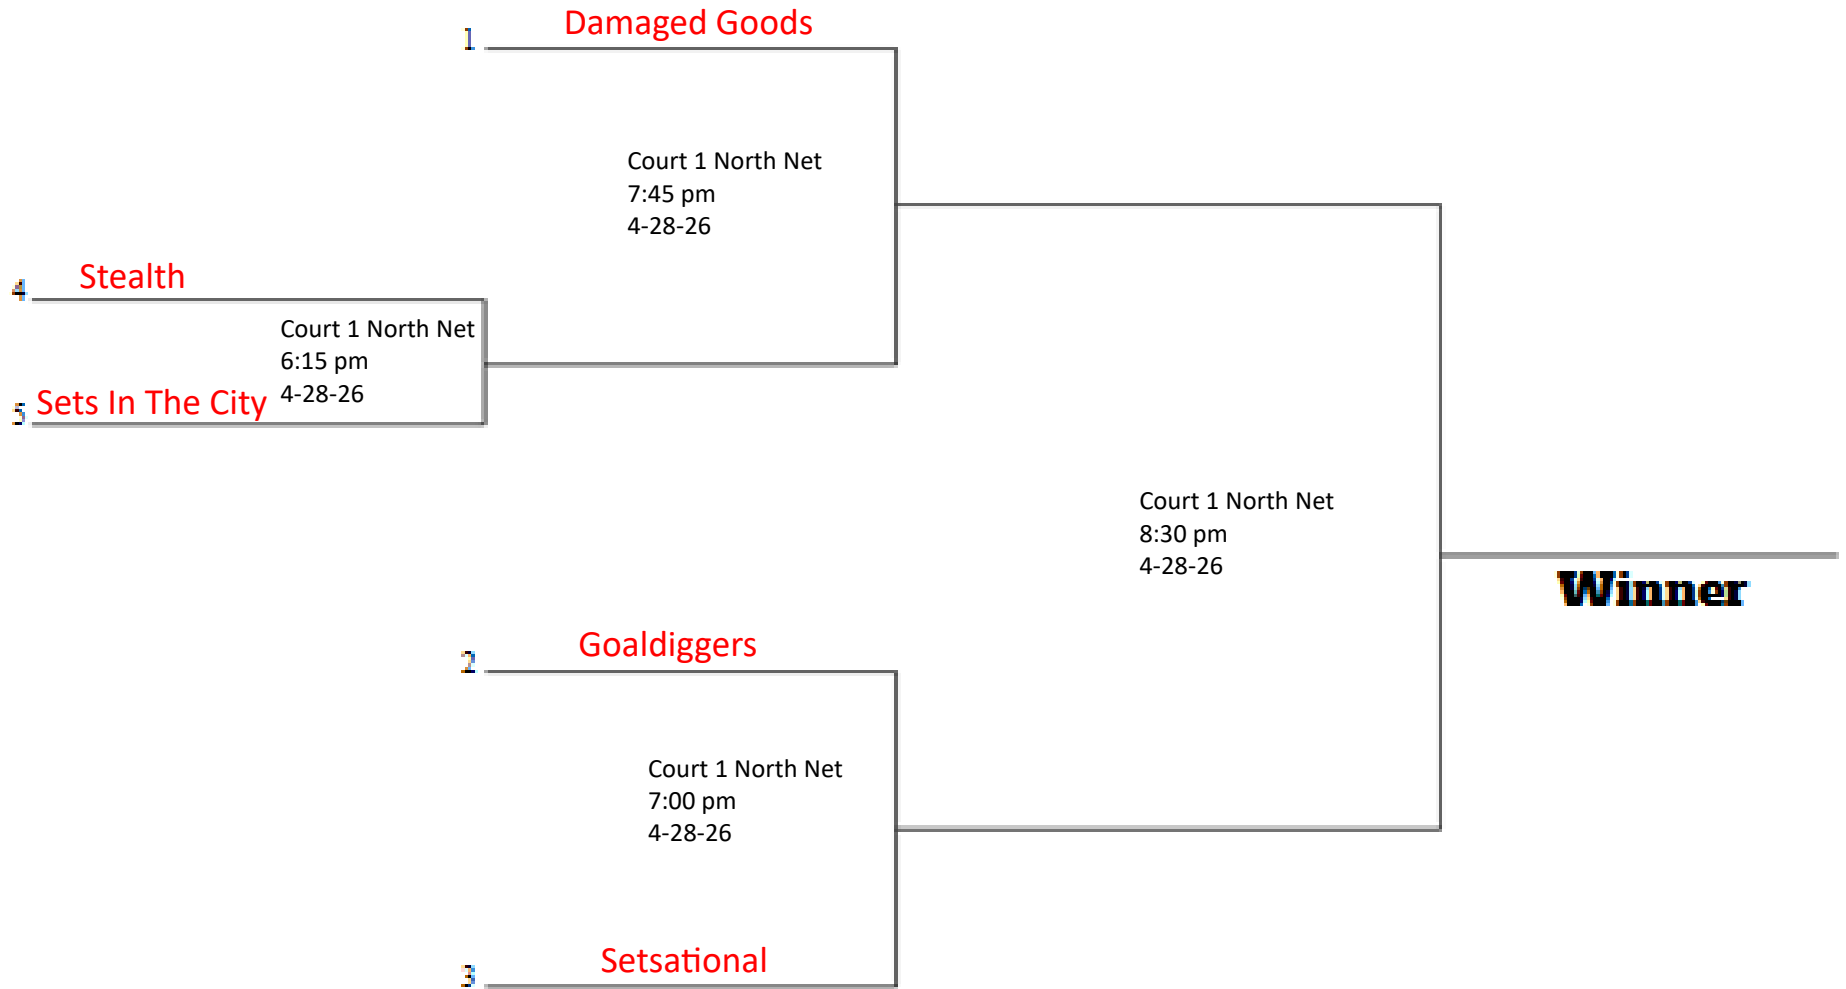 Damaged Goods
1
Court 1 North Net
7:45 pm
4-28-26
Stealth
4
Court 1 North Net
6:15 pm
4-28-26
Sets In The City
5
Court 1 North Net
8:30 pm
4-28-26
Winner
Goaldiggers
2
Court 1 North Net
7:00 pm
4-28-26
Setsational
3